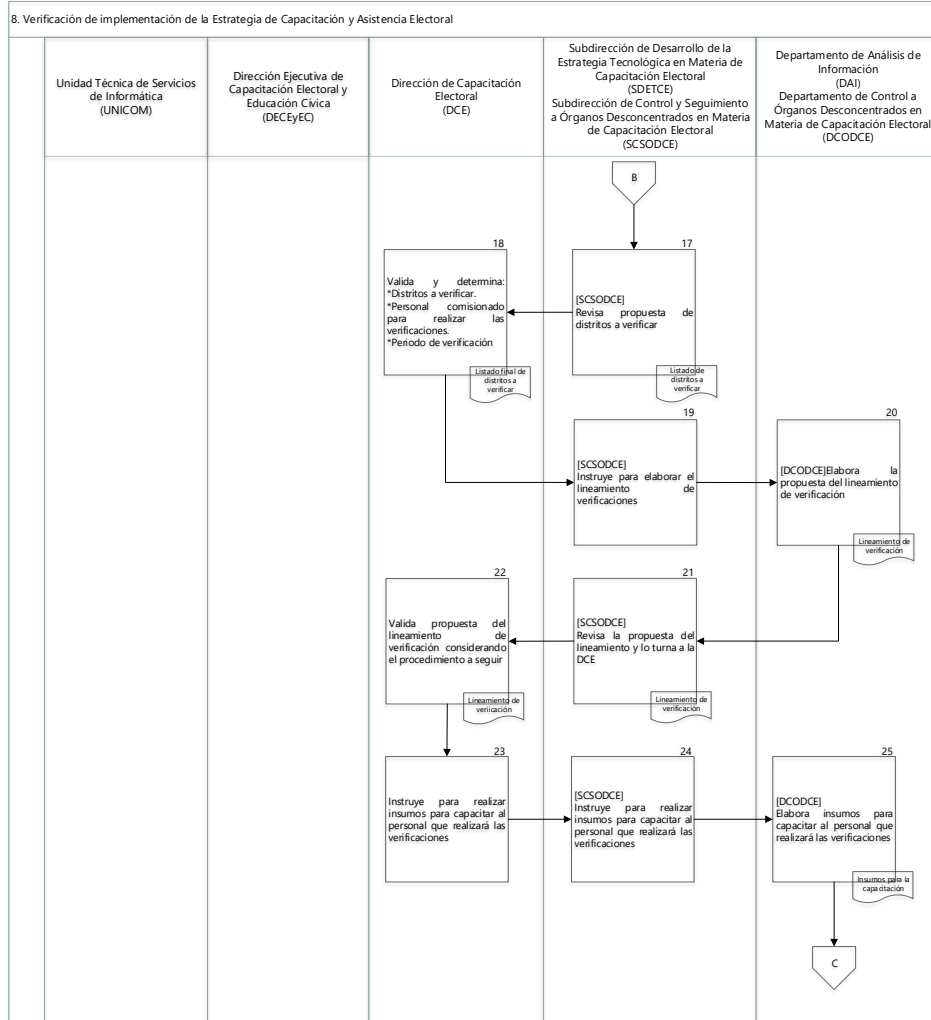 8. Verificación de implementación de la Estrategia de Capacitación y Asistencia Electoral
Unidad Técnica de Servicios
de Informática
(UNICOM)
Dirección Ejecutiva de
Capacitación Electoral y
Educación Cívica
(DECEyEC)
Dirección de Capacitación
Electoral
(DCE)
Subdirección de Desarrollo de la
Estrategia Tecnológica en Materia de
Capacitación Electoral
(SDETCE)
Subdirección de Control y Seguimiento
a Órganos Desconcentrados en Materia
de Capacitación Electoral
(SCSODCE)
Departamento de Análisis de
Información
(DAI)
Departamento de Control a
Órganos Desconcentrados en
Materia de Capacitación Electoral
(DCODCE)
B
17
[SCSODCE]
Revisa propuesta de
distritos a verificar
Listado de
distritos a
verificar
18
Valida y determina:
*Distritos a verificar.
*Personal comisionado
para realizar las
verificaciones.
*Periodo de verificación
Listado final de
distritos a
verificar
19
[SCSODCE]
Instruye para elaborar el
lineamiento de
verificaciones
20
[DCODCE]Elabora la
propuesta del lineamiento
de verificación
Lineamiento de
verificación
21
[SCSODCE]
Revisa la propuesta del
lineamiento y lo turna a la
DCE
Lineamiento de
verificación
22
Valida propuesta del
lineamiento de
verificación considerando
el procedimiento a seguir
Lineamiento de
veriicación
23
Instruye para realizar
insumos para capacitar al
personal que realizará las
verificaciones
24
[SCSODCE]
Instruye para realizar
insumos para capacitar al
personal que realizará las
verificaciones
25
[DCODCE]
Elabora insumos para
capacitar al personal que
realizará las verificaciones
Insumos para la
capacitación
C